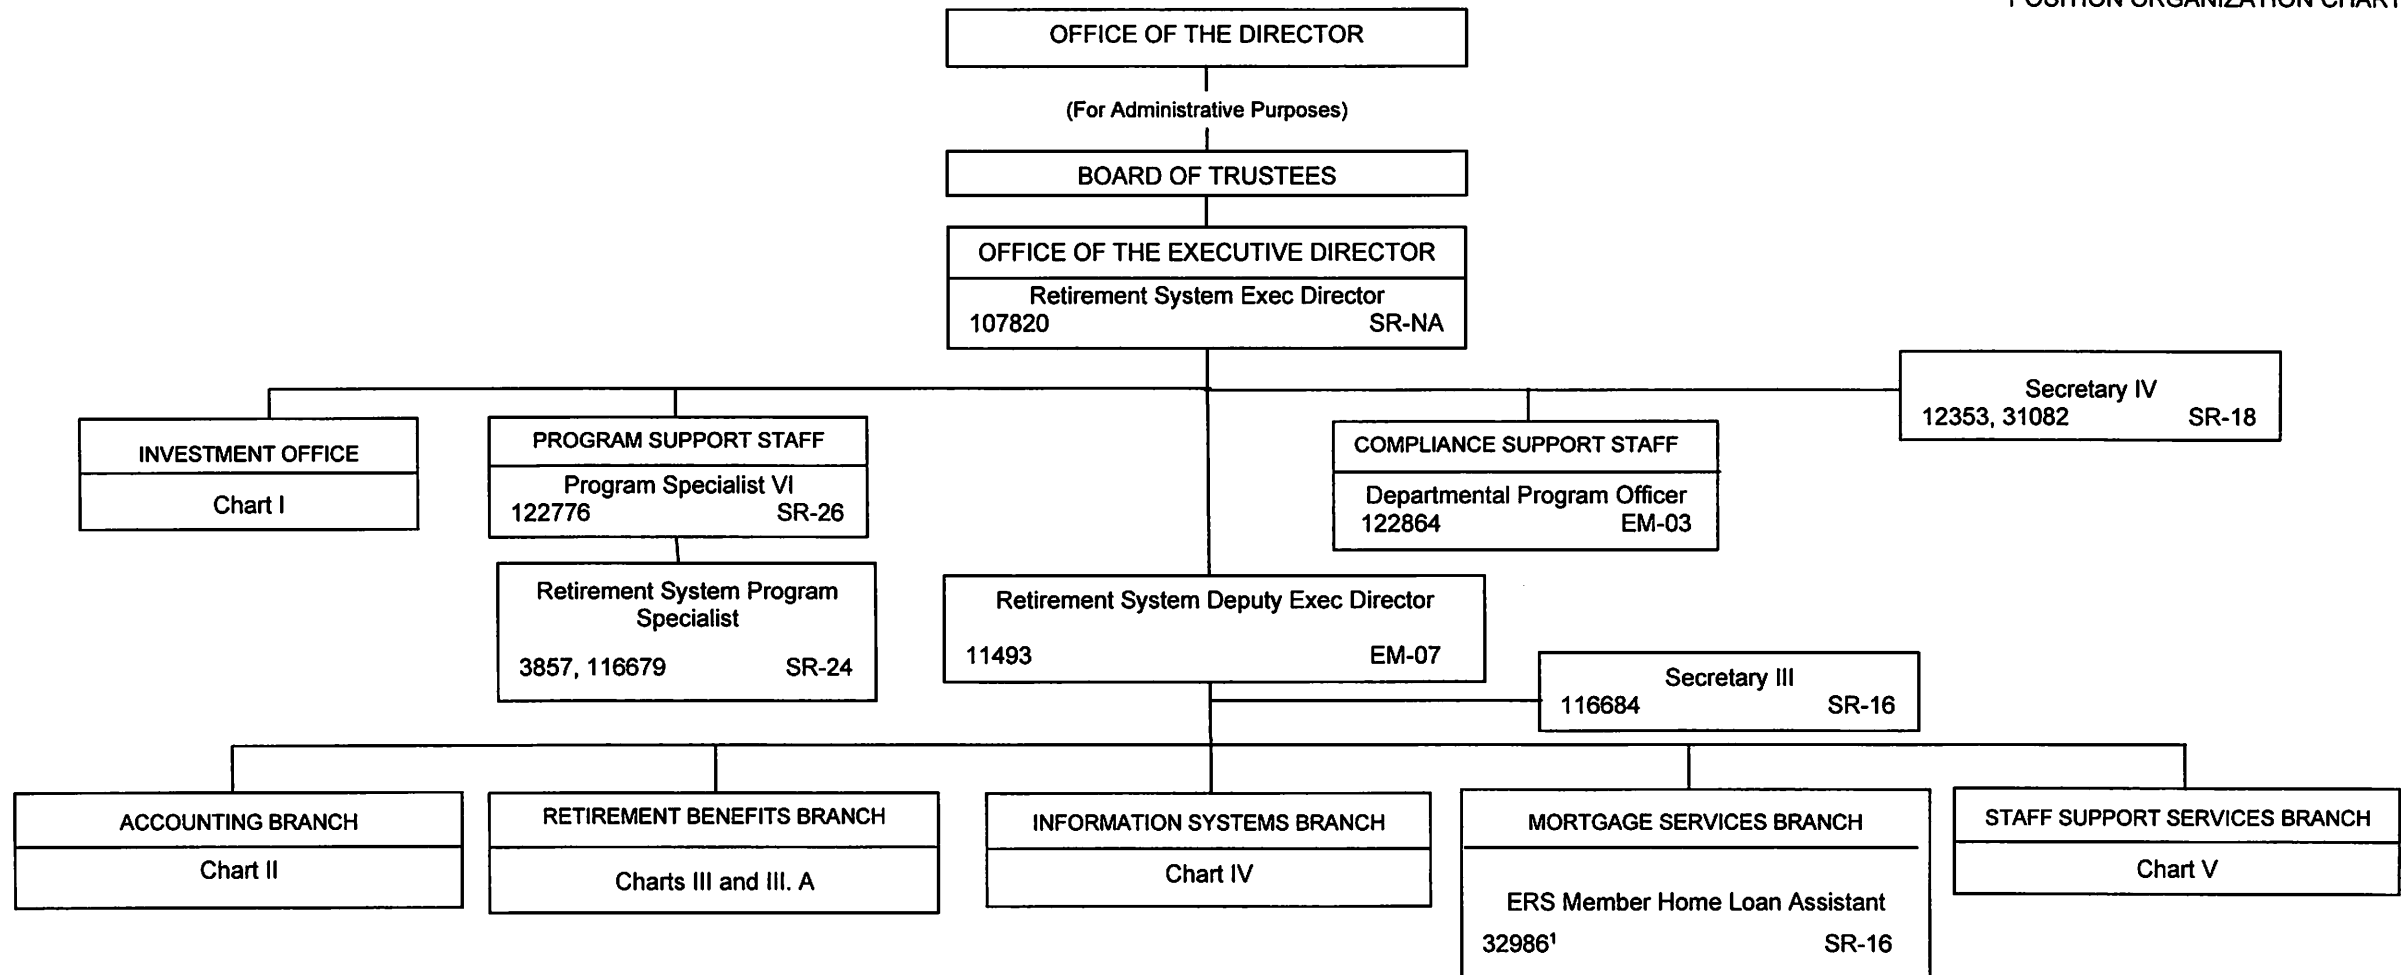 POSITION ORGANIZATION CHART
OFFICE OF THE DIRECTOR
(For Administrative Purposes)
BOARD OF TRUSTEES
OFFICE OF THE EXECUTIVE DIRECTOR
Retirement System Exec Director
107820 SR-NA
Secretary IV
12353, 31082 SR-18
INVESTMENT OFFICE
Chart I
PROGRAM SUPPORT STAFF
Program Specialist VI
122776 SR-26
COMPLIANCE SUPPORT STAFF
Departmental Program Officer
122864 EM-03
Retirement System Program
Specialist
3857, 116679 SR-24
Retirement System Deputy Exec Director
11493 EM-07
Secretary III
116684 SR-16
ACCOUNTING BRANCH
Chart II
RETIREMENT BENEFITS BRANCH
Charts III and III. A
INFORMATION SYSTEMS BRANCH
Chart IV
MORTGAGE SERVICES BRANCH
ERS Member Home Loan Assistant
32986¹ SR-16
STAFF SUPPORT SERVICES BRANCH
Chart V